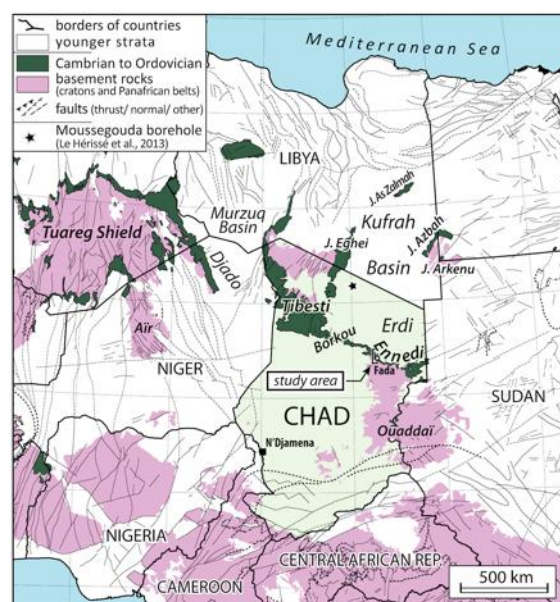 borders of countries
younger strata
Cambrian to Ordovician
basement rocks
(cratons and Panafrican belts)
faults (thrust/ normal/ other)
Moussegouda borehole
(Le Hérissé et al., 2013)
Mediterranean Sea
LIBYA
J. As Zalmah
Murzuq
Basin
Kufrah
Basin
J. Azbah
J. Eghei
J. Arkenu
Tuareg Shield
Djado
Tibesti
Erdi
Borkou
Ennedi
Aïr
NIGER
study area
Fada
SUDAN
CHAD
Ouaddaï
N'Djamena
NIGERIA
CENTRAL AFRICAN REP.
CAMEROON
500 km